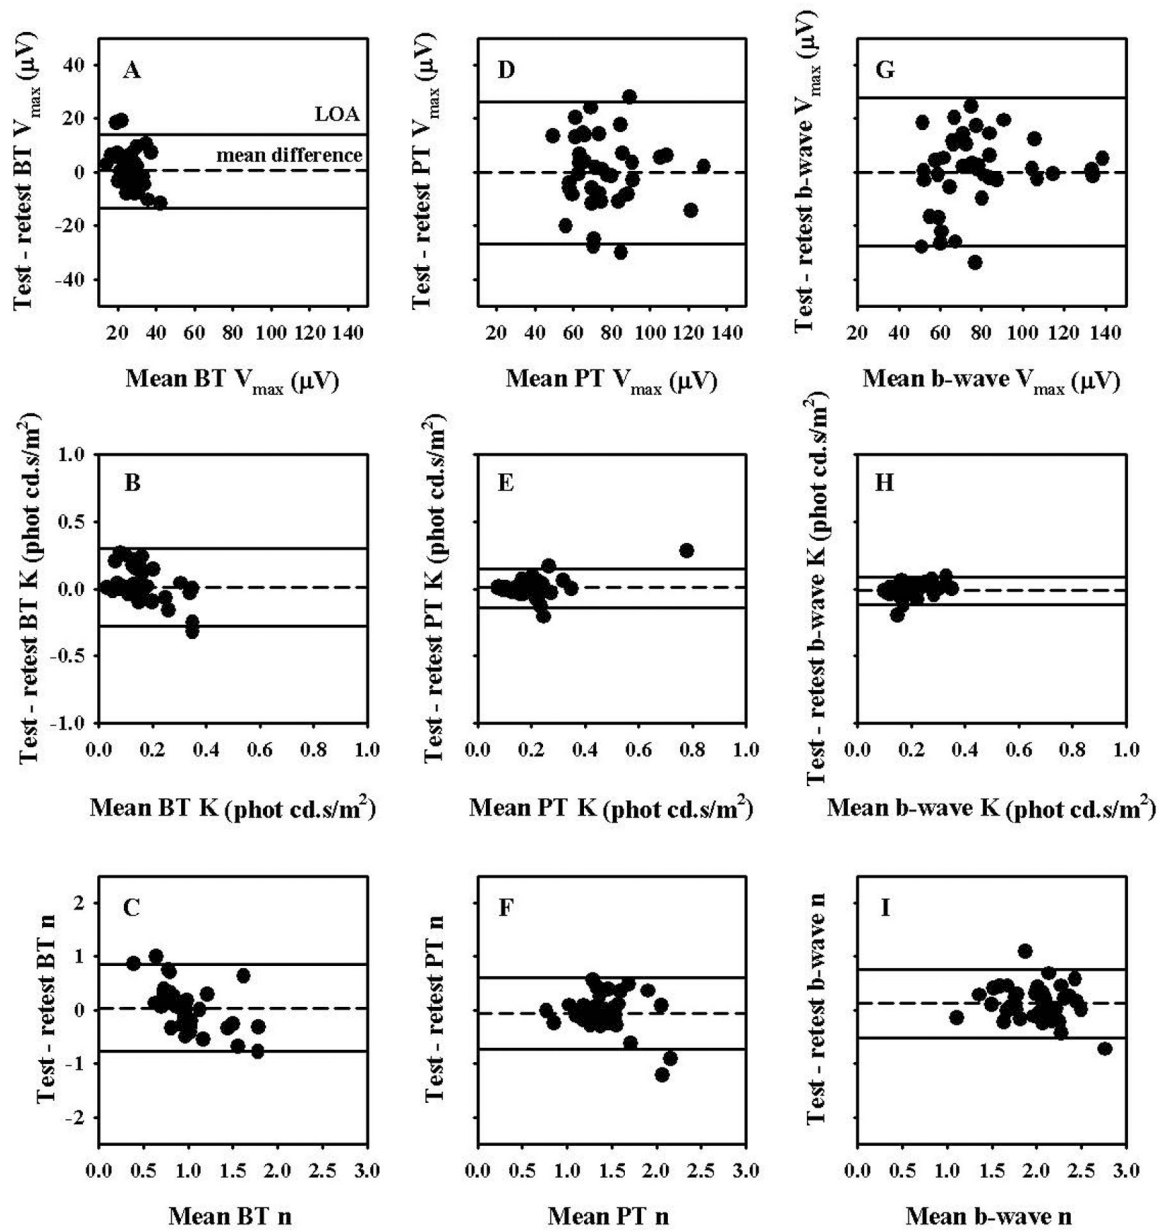 A
D
G
LOA
mean difference
Test - retest BT Vmax (µV)
Test - retest PT Vmax (µV)
Test - retest b-wave Vmax (µV)
40
20
0
-20
-40
20 40 60 80 100 120 140
20 40 60 80 100 120 140
20 40 60 80 100 120 140
Mean BT Vmax (µV)
Mean PT Vmax (µV)
Mean b-wave Vmax (µV)
B
E
H
Test - retest BT K (phot cd.s/m²)
Test - retest PT K (phot cd.s/m²)
Test - retest b-wave K (phot cd.s/m²)
1.0
0.5
0.0
-0.5
-1.0
0.0 0.2 0.4 0.6 0.8 1.0
0.0 0.2 0.4 0.6 0.8 1.0
0.0 0.2 0.4 0.6 0.8 1.0
Mean BT K (phot cd.s/m²)
Mean PT K (phot cd.s/m²)
Mean b-wave K (phot cd.s/m²)
C
F
I
Test - retest BT n
Test - retest PT n
Test - retest b-wave n
2
1
0
-1
-2
0.0 0.5 1.0 1.5 2.0 2.5 3.0
0.0 0.5 1.0 1.5 2.0 2.5 3.0
0.0 0.5 1.0 1.5 2.0 2.5 3.0
Mean BT n
Mean PT n
Mean b-wave n